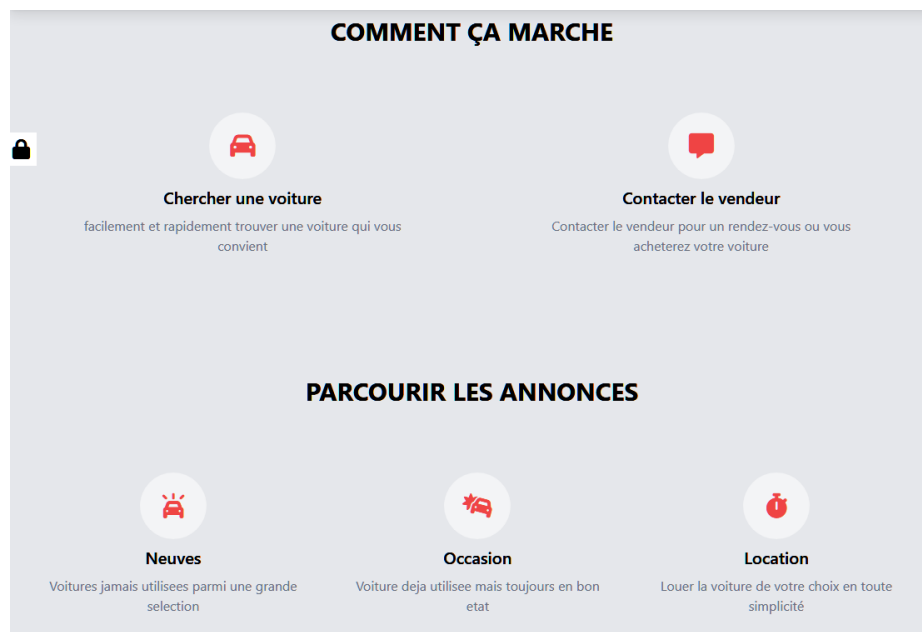 COMMENT ÇA MARCHE
Chercher une voiture
facilement et rapidement trouver une voiture qui vous
convient
Contacter le vendeur
Contacter le vendeur pour un rendez-vous ou vous
acheterez votre voiture
PARCOURIR LES ANNONCES
Neuves
Voitures jamais utilisees parmi une grande
selection
Occasion
Voiture deja utilisee mais toujours en bon
etat
Location
Louer la voiture de votre choix en toute
simplicité